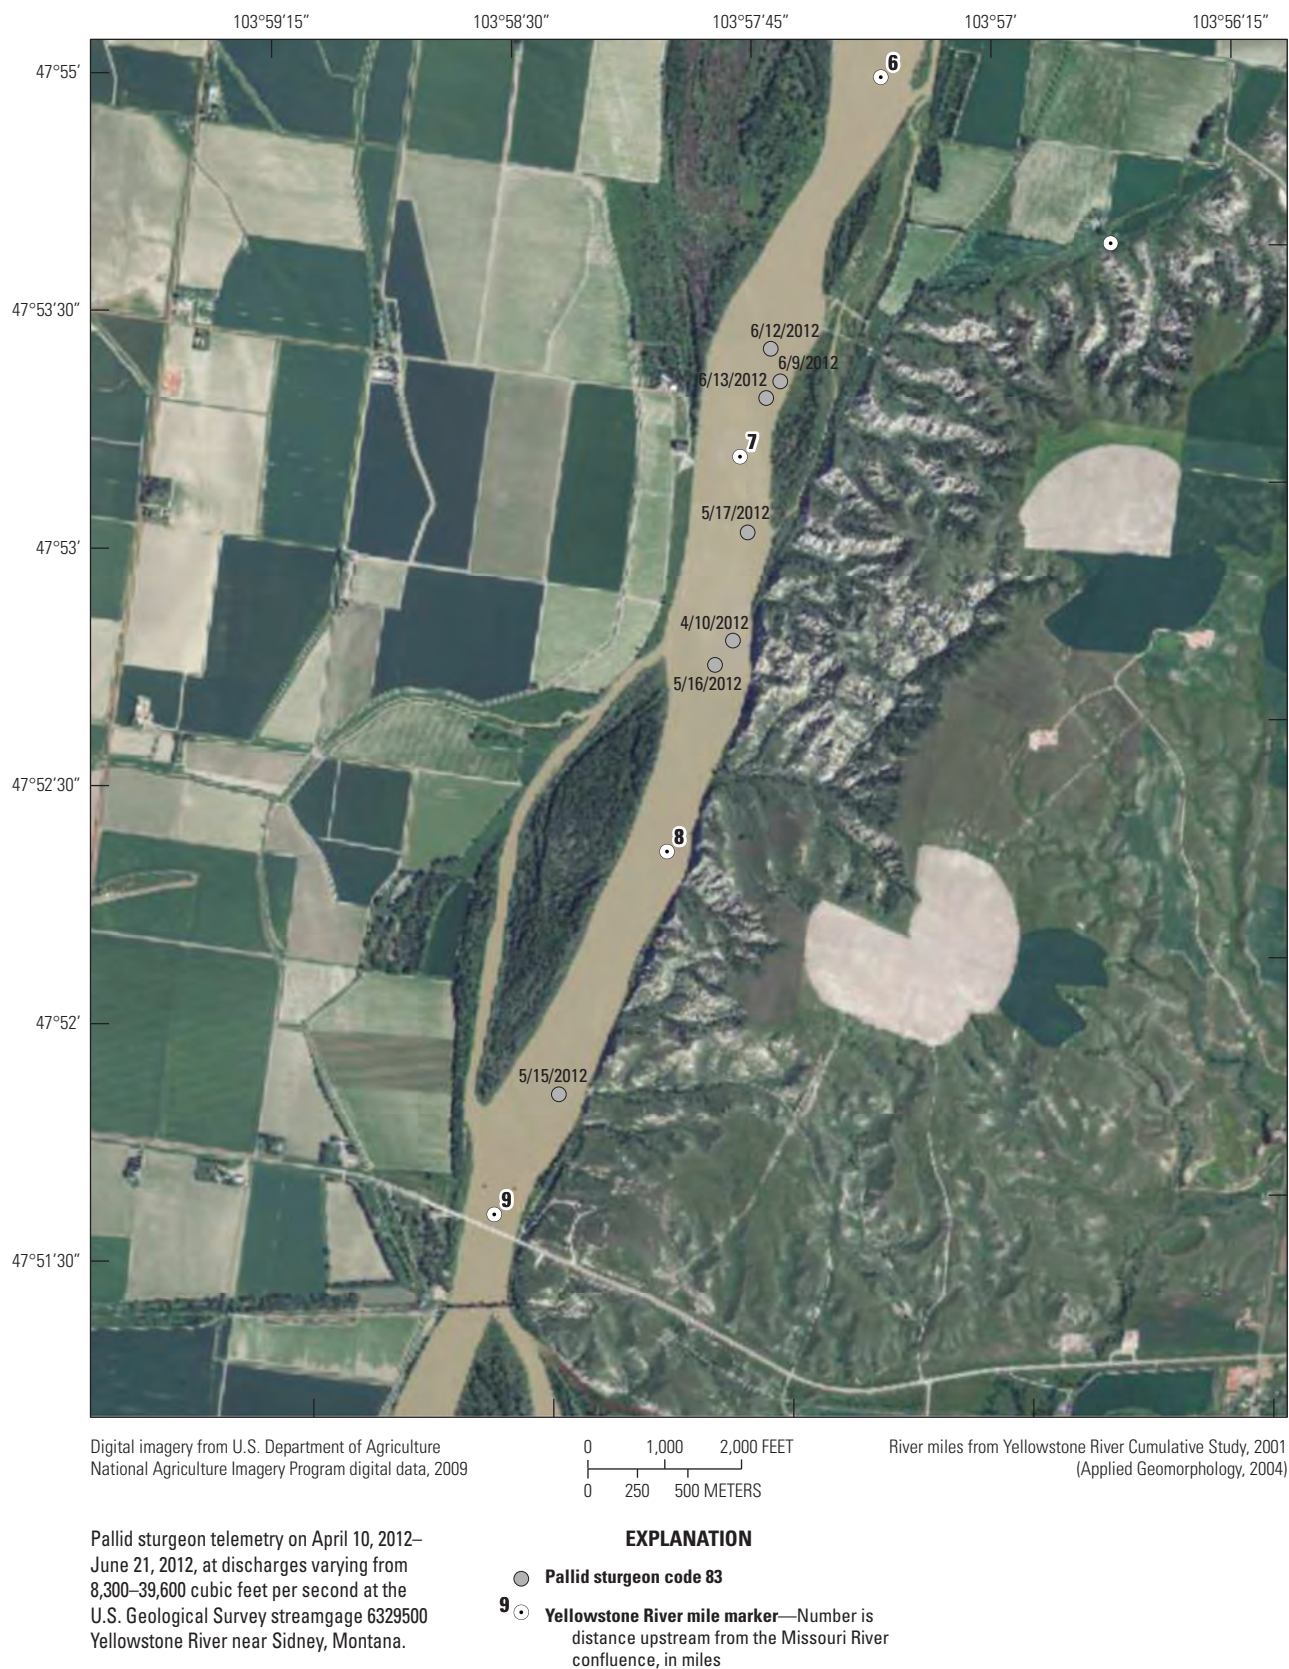 103°59'15" 103°58'30" 103°57'45" 103°57' 103°56'15"
6
47°55'
47°53'30"
6/12/2012
6/9/2012
6/13/2012
7
5/17/2012
47°53'
4/10/2012
5/16/2012
47°52'30"
8
47°52'
5/15/2012
9
47°51'30"
Digital imagery from U.S. Department of Agriculture
National Agriculture Imagery Program digital data, 2009
0 1,000 2,000 FEET
0 250 500 METERS
River miles from Yellowstone River Cumulative Study, 2001
(Applied Geomorphology, 2004)
Pallid sturgeon telemetry on April 10, 2012–
June 21, 2012, at discharges varying from
8,300–39,600 cubic feet per second at the
U.S. Geological Survey streamgage 6329500
Yellowstone River near Sidney, Montana.
EXPLANATION
Pallid sturgeon code 83
9 Yellowstone River mile marker—Number is
distance upstream from the Missouri River
confluence, in miles